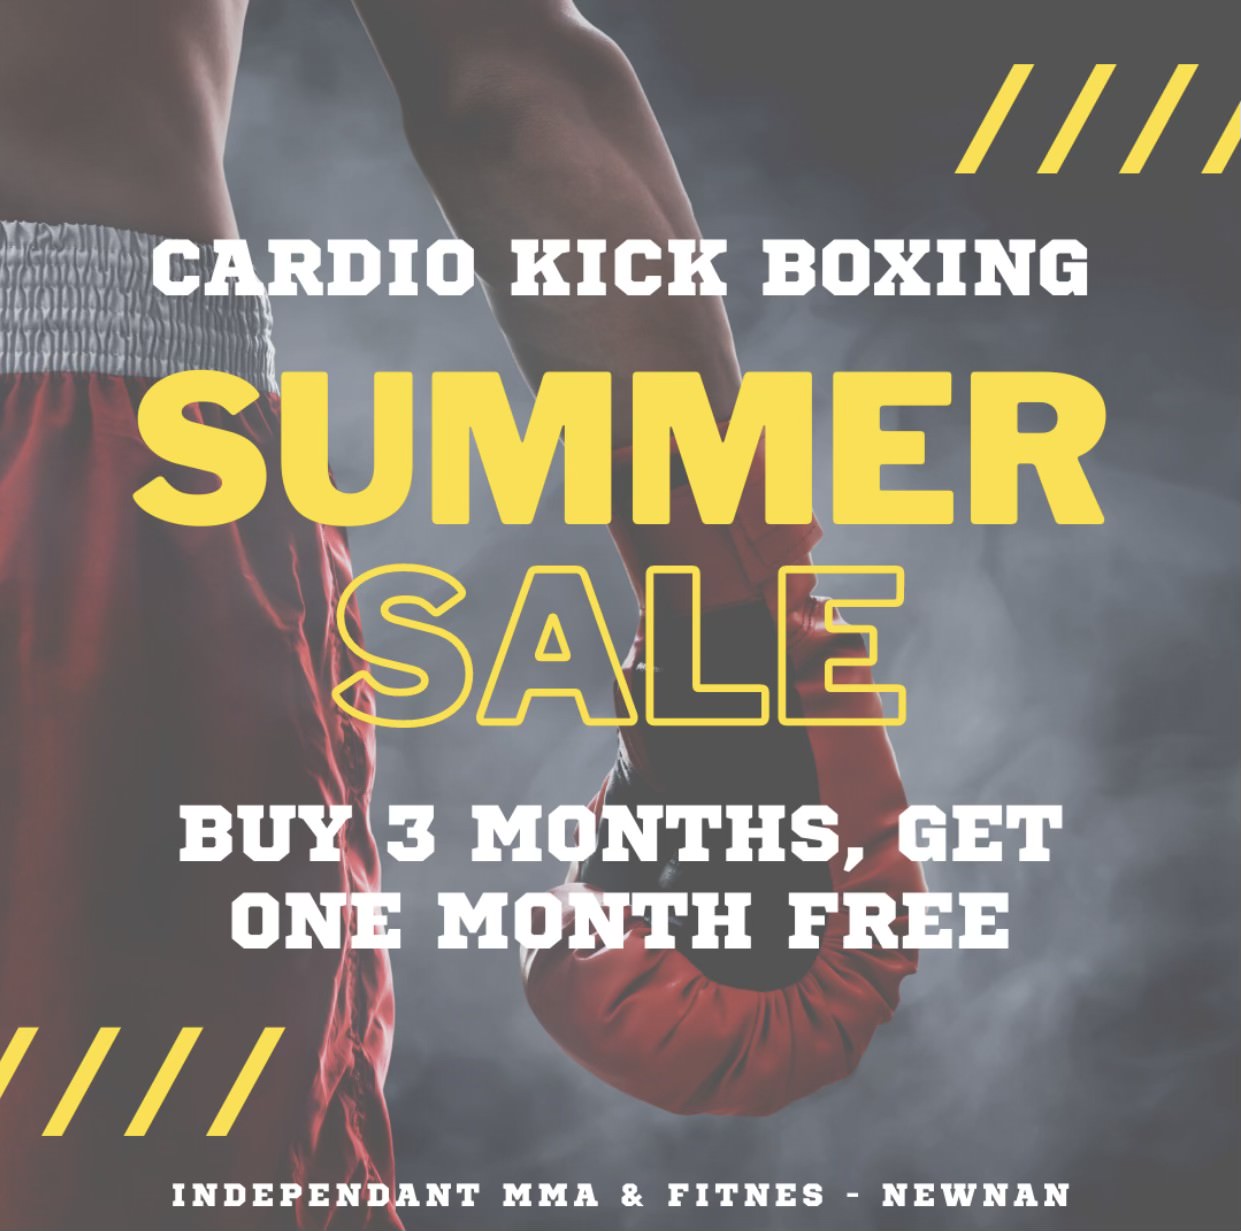 CARDIO KICK BOXING
SUMMER
SALE
BUY 3 MONTHS, GET
ONE MONTH FREE
INDEPENDANT MMA & FITNES - NEWNAN